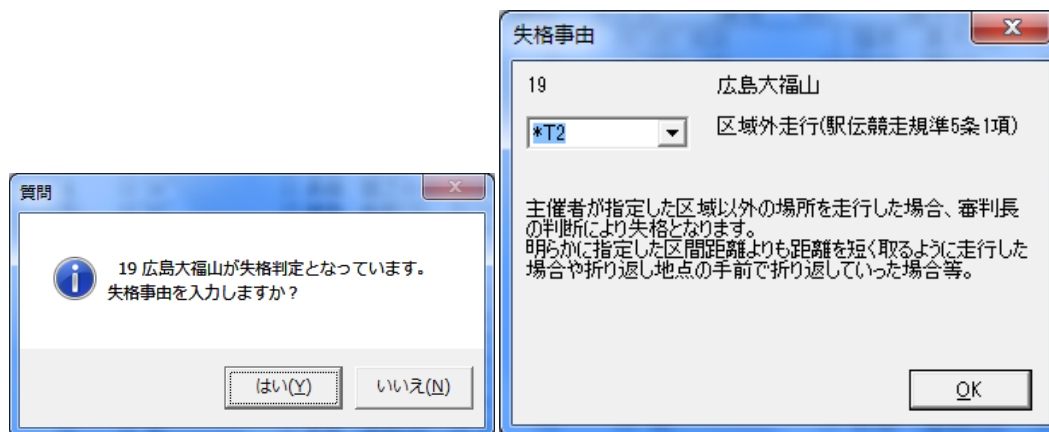 質問
19 広島大福山が失格判定となっています。
失格事由を入力しますか?
はい(Y)
いいえ(N)
失格事由
19
広島大福山
*T2
区域外走行(駅伝競走規準5条1項)
主催者が指定した区域以外の場所を走行した場合、審判長
の判断により失格となります。
明らかに指定した区間距離よりも距離を短く取るように走行した
場合や折り返し地点の手前で折り返していった場合等。
OK